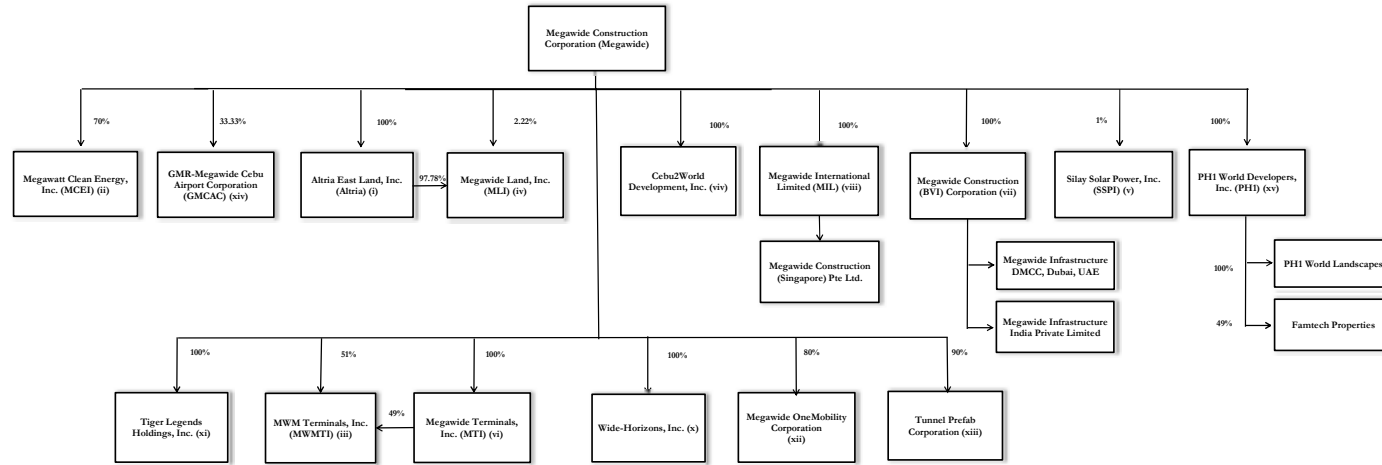 Megawide Construction
Corporation (Megawide)
70%
33.33%
100%
2.22%
100%
100%
100%
1%
100%
Megawatt Clean Energy,
Inc. (MCEI) (ii)
GMR-Megawide Cebu
Airport Corporation
(GMCAC) (xiv)
Altria East Land, Inc.
(Altria) (i)
97.78%
Megawide Land, Inc.
(MLI) (iv)
Cebu2World
Development, Inc. (viv)
Megawide International
Limited (MIL) (viii)
Megawide Construction
(BVI) Corporation (vii)
Silay Solar Power, Inc.
(SSPI) (v)
PH1 World Developers,
Inc. (PH1) (xv)
Megawide Construction
(Singapore) Pte Ltd.
Megawide Infrastructure
DMCC, Dubai, UAE
100%
PH1 World Landscapes
Megawide Infrastructure
India Private Limited
49%
Famtech Properties
100%
51%
100%
100%
80%
90%
Tiger Legends
Holdings, Inc. (xi)
MWM Terminals, Inc.
(MWMTI) (iii)
49%
Megawide Terminals,
Inc. (MTI) (vi)
Wide-Horizons, Inc. (x)
Megawide OneMobility
Corporation
(xii)
Tunnel Prefab
Corporation (xiii)